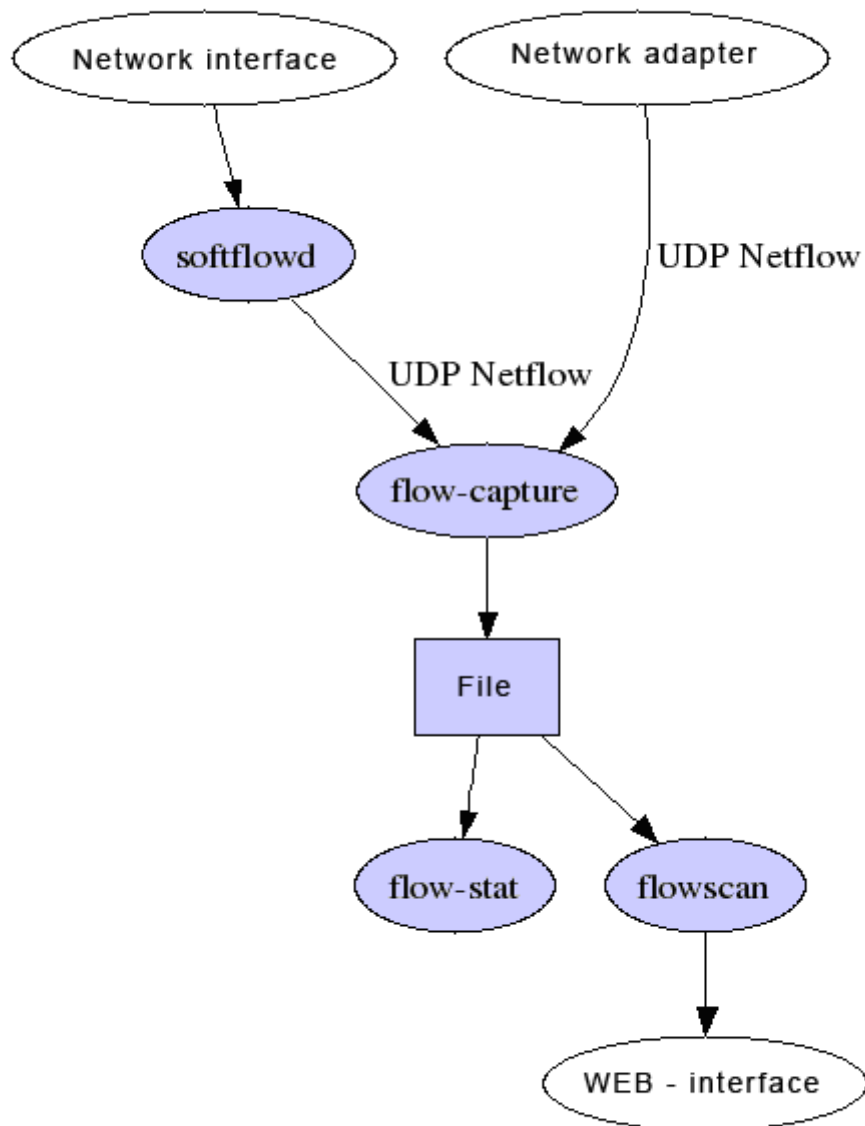 Network interface
Network adapter
softflowd
UDP Netflow
UDP Netflow
flow-capture
File
flow-stat
flowscan
WEB - interface